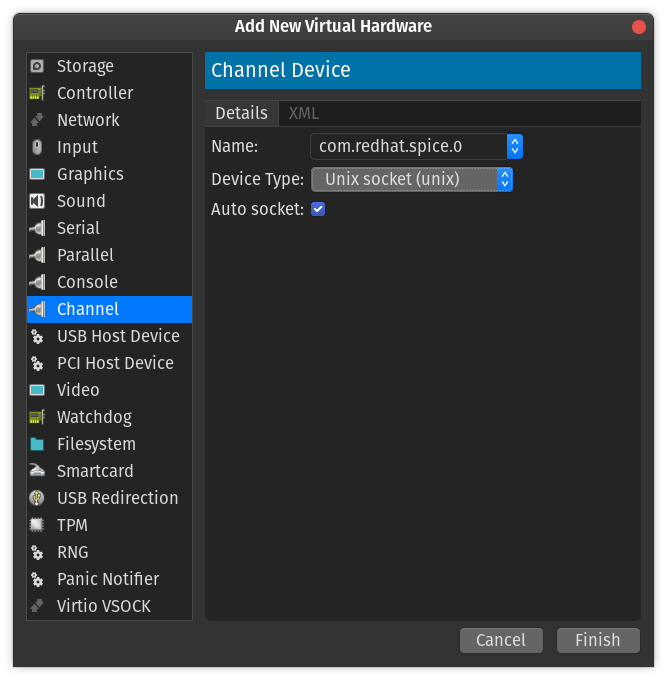 Add New Virtual Hardware
Storage
Controller
Network
Input
Graphics
Sound
Serial
Parallel
Console
Channel
USB Host Device
PCI Host Device
Video
Watchdog
Filesystem
Smartcard
USB Redirection
TPM
RNG
Panic Notifier
Virtio VSOCK
Channel Device
Details XML
Name: com.redhat.spice.0
Device Type: Unix socket (unix)
Auto socket:
Cancel Finish